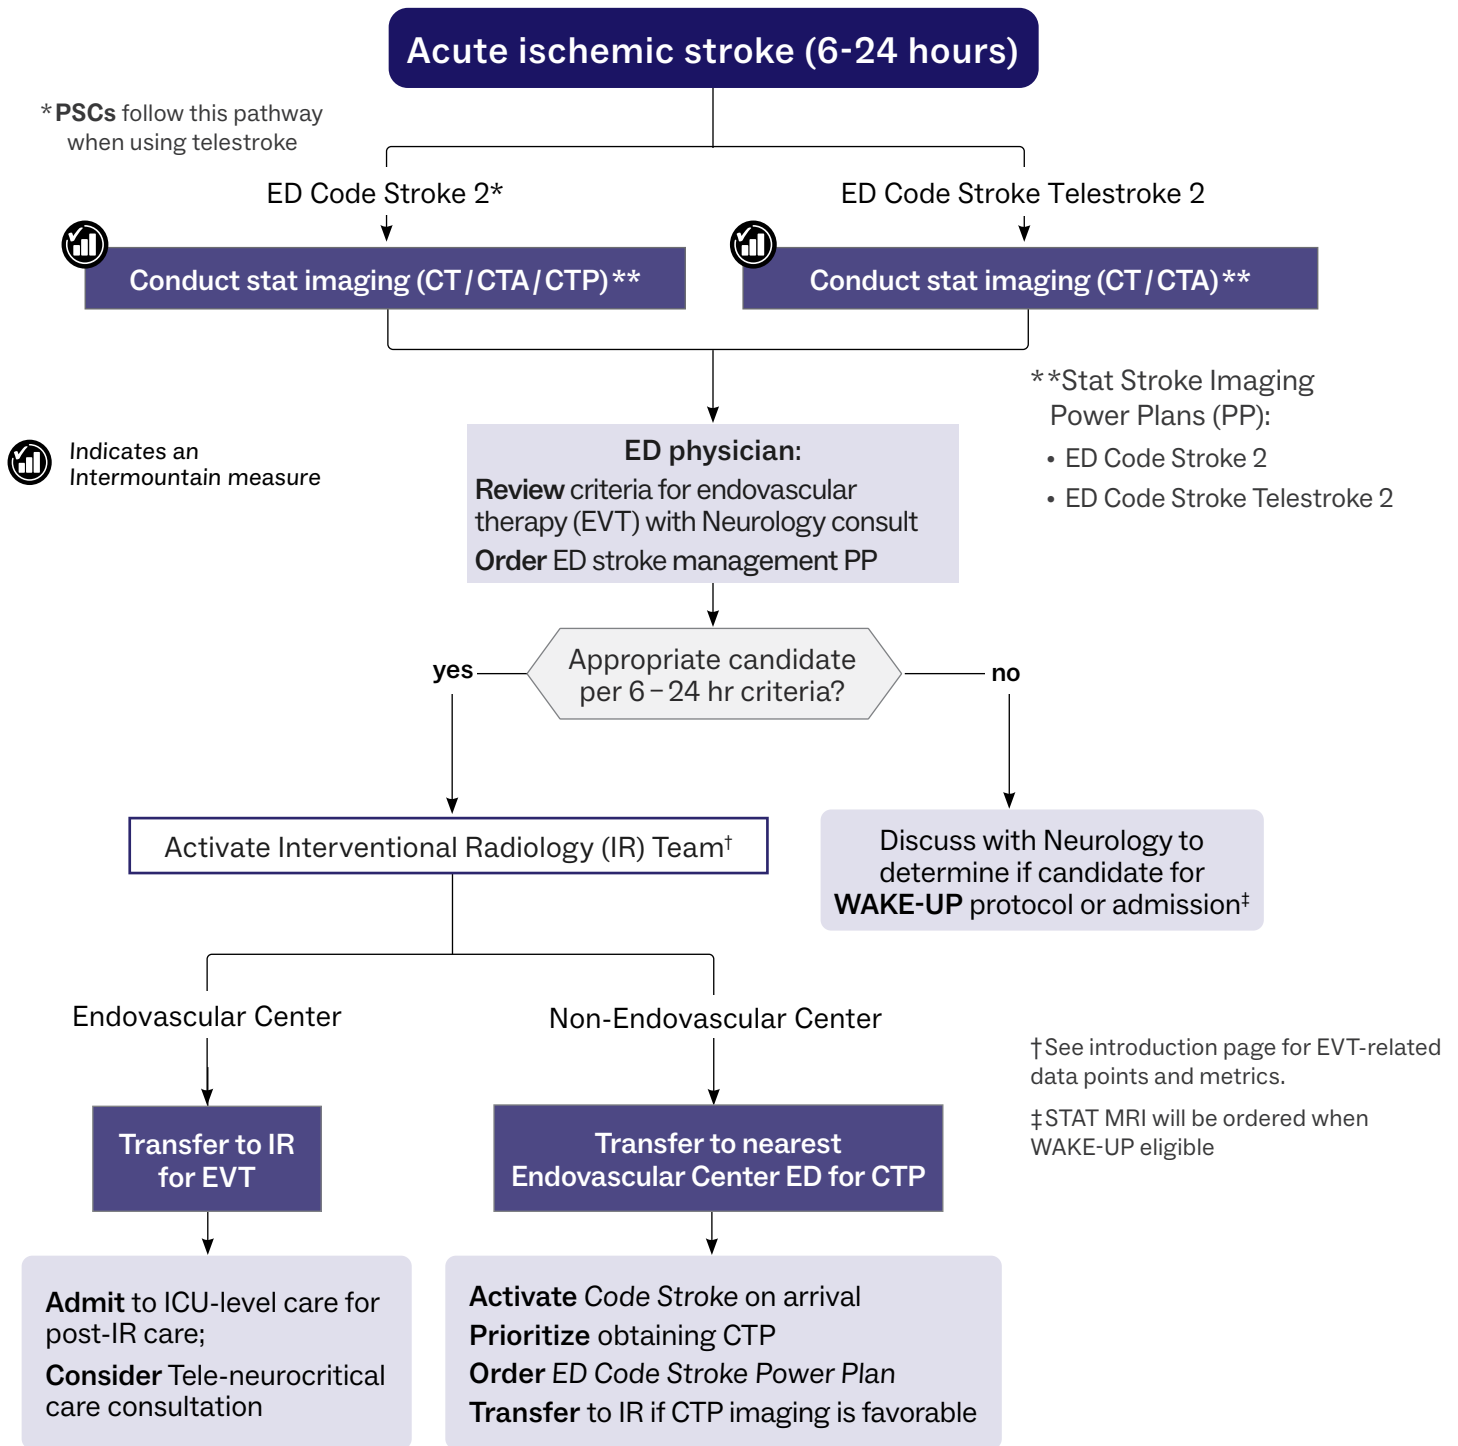 Acute ischemic stroke (6-24 hours)
*PSCs follow this pathway
when using telestroke
ED Code Stroke 2*
ED Code Stroke Telestroke 2
Conduct stat imaging (CT/CTA/CTP)**
Conduct stat imaging (CT/CTA)**
**Stat Stroke Imaging
Power Plans (PP):
• ED Code Stroke 2
• ED Code Stroke Telestroke 2
Indicates an
Intermountain measure
ED physician:
Review criteria for endovascular
therapy (EVT) with Neurology consult
Order ED stroke management PP
Appropriate candidate
per 6–24 hr criteria?
yes
no
Activate Interventional Radiology (IR) Team†
Discuss with Neurology to
determine if candidate for
WAKE-UP protocol or admission‡
Endovascular Center
Non-Endovascular Center
†See introduction page for EVT-related
data points and metrics.
‡STAT MRI will be ordered when
WAKE-UP eligible
Transfer to IR
for EVT
Transfer to nearest
Endovascular Center ED for CTP
Admit to ICU-level care for
post-IR care;
Consider Tele-neurocritical
care consultation
Activate Code Stroke on arrival
Prioritize obtaining CTP
Order ED Code Stroke Power Plan
Transfer to IR if CTP imaging is favorable